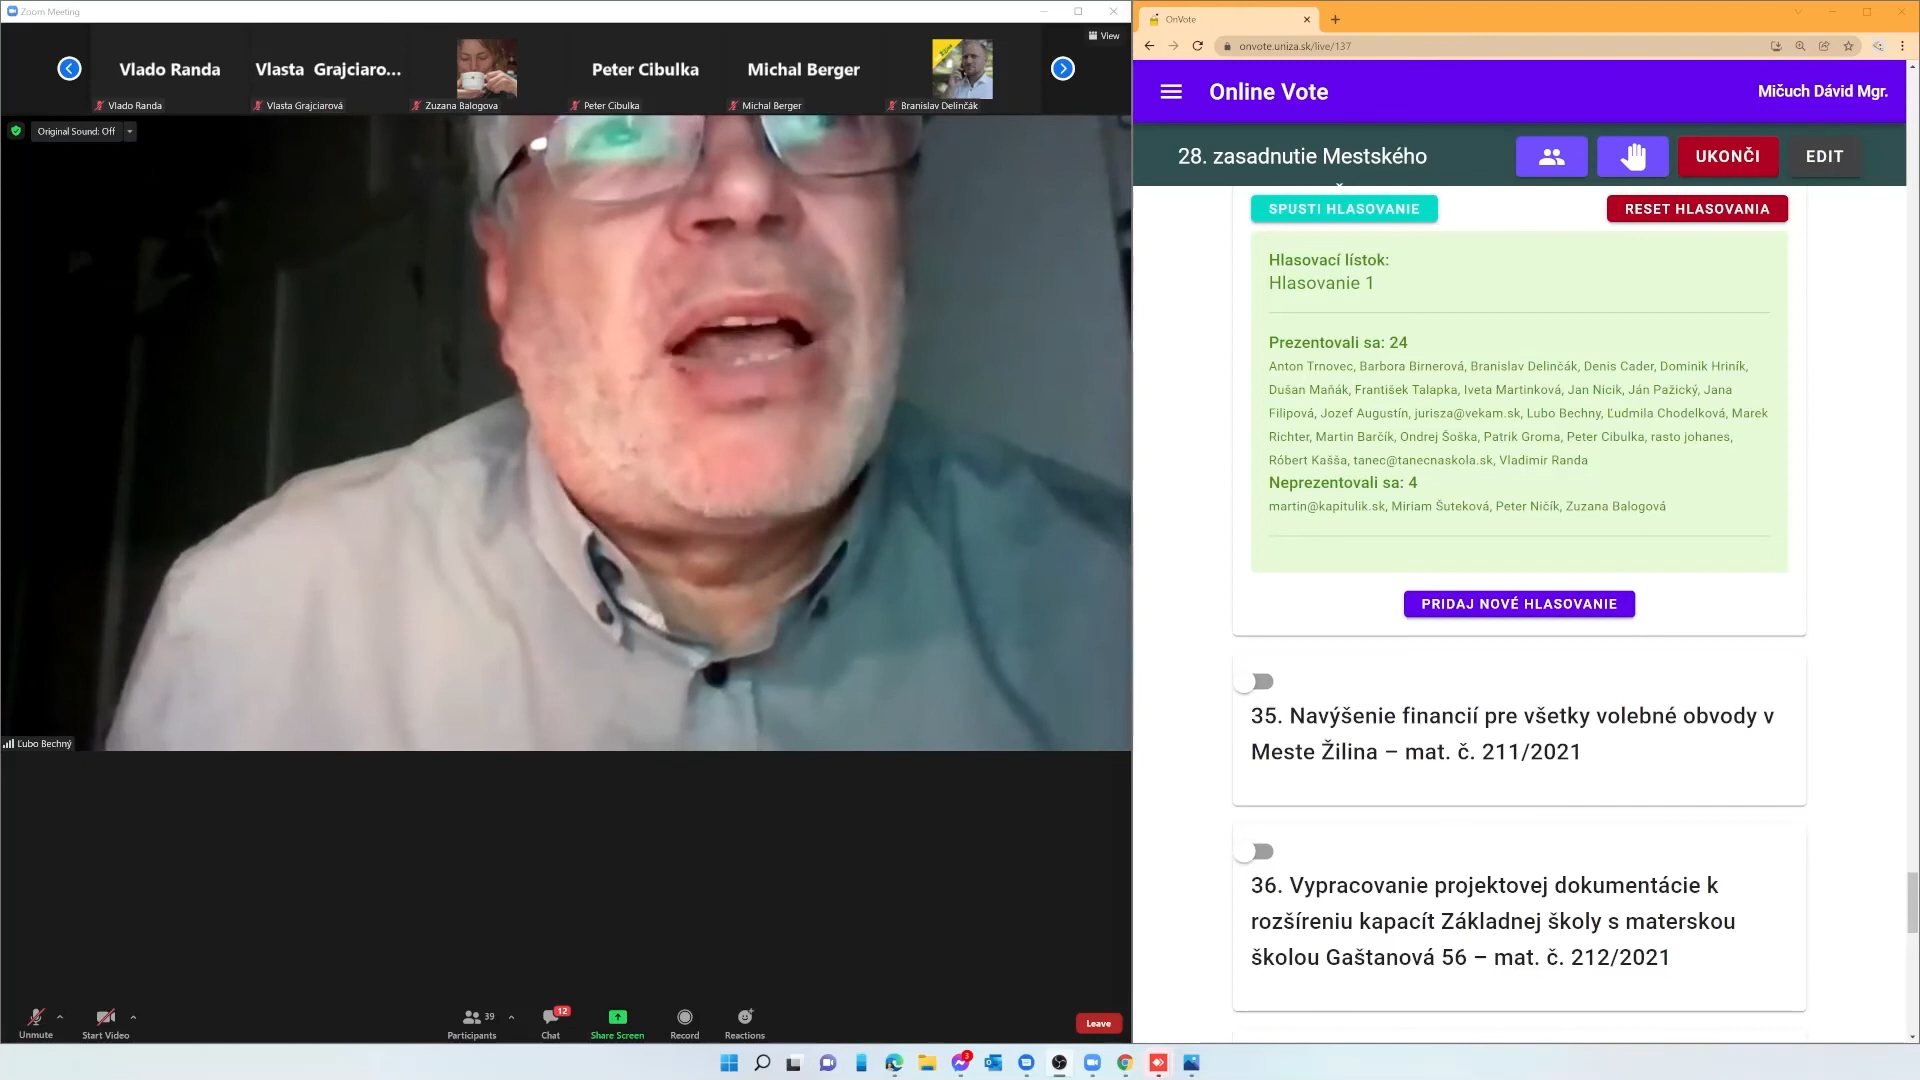 Zoom Meeting
View
Vlado Randa
Vlasta Grajciaro...
Peter Cibulka
Michal Berger
Vlado Randa
Vlasta Grajciarová
Zuzana Balogova
Peter Cibulka
Michal Berger
Branislav Delinčák
Original Sound: Off
Ľubo Bechný
Unmute
Start Video
39
Participants
12
Chat
Share Screen
Record
Reactions
Leave
OnVote
onvote.uniza.sk/live/137
Online Vote
Mičuch Dávid Mgr.
28. zasadnutie Mestského
UKONČI
EDIT
SPUSTI HLASOVANIE
RESET HLASOVANIA
Hlasovací lístok:
Hlasovanie 1
Prezentovali sa: 24
Anton Trnovec, Barbora Birnerová, Branislav Delinčák, Denis Cader, Dominik Hriník,
Dušan Maňák, František Talapka, Iveta Martinková, Jan Nicik, Ján Pažický, Jana
Filipová, Jozef Augustín, jurisza@vekam.sk, Lubo Bechny, Ľudmila Chodelková, Marek
Richter, Martin Barčík, Ondrej Šoška, Patrik Groma, Peter Cibulka, rasto johanes,
Róbert Kašša, tanec@tanecnaskola.sk, Vladimir Randa
Neprezentovali sa: 4
martin@kapitulik.sk, Miriam Šuteková, Peter Ničík, Zuzana Balogová
PRIDAJ NOVÉ HLASOVANIE
35. Navýšenie financií pre všetky volebné obvody v
Meste Žilina – mat. č. 211/2021
36. Vypracovanie projektovej dokumentácie k
rozšíreniu kapacít Základnej školy s materskou
školou Gaštanová 56 – mat. č. 212/2021
3